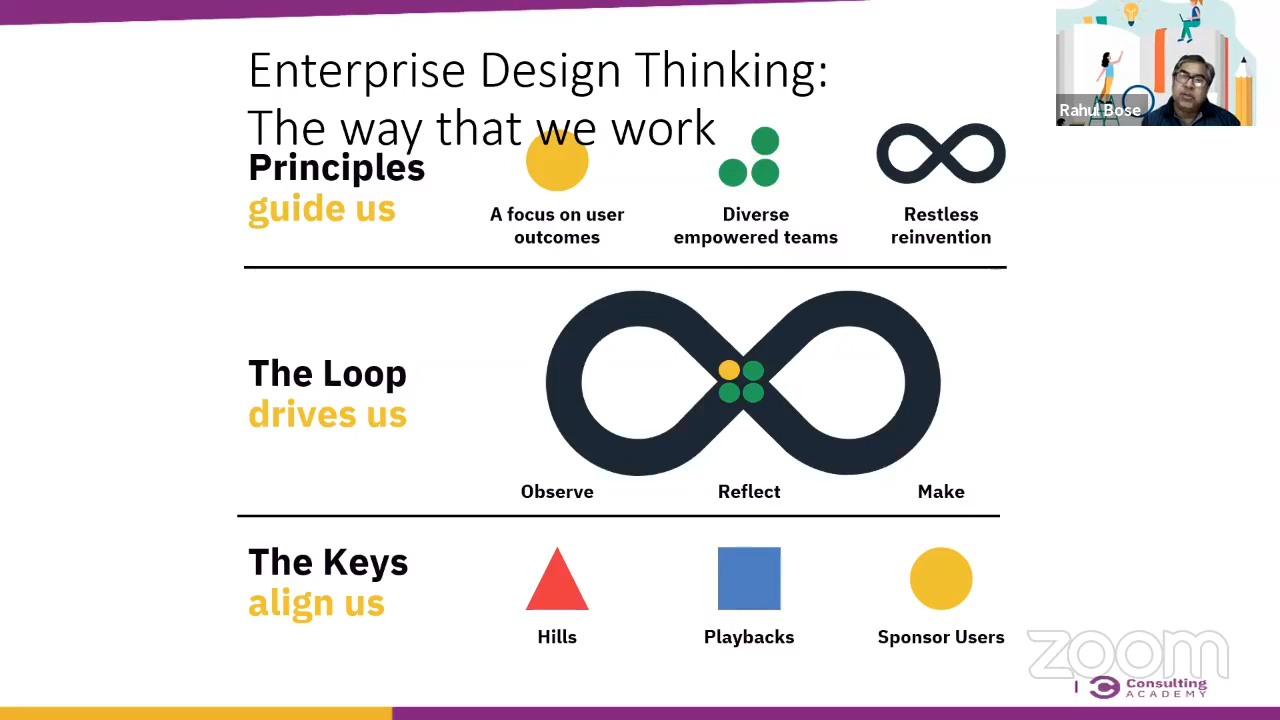 Enterprise Design Thinking:
The way that we work
Rahul Bose
Principles
guide us
A focus on user
outcomes
Diverse
empowered teams
Restless
reinvention
The Loop
drives us
Observe
Reflect
Make
The Keys
align us
Hills
Playbacks
Sponsor Users
zoom
Consulting
ACADEMY